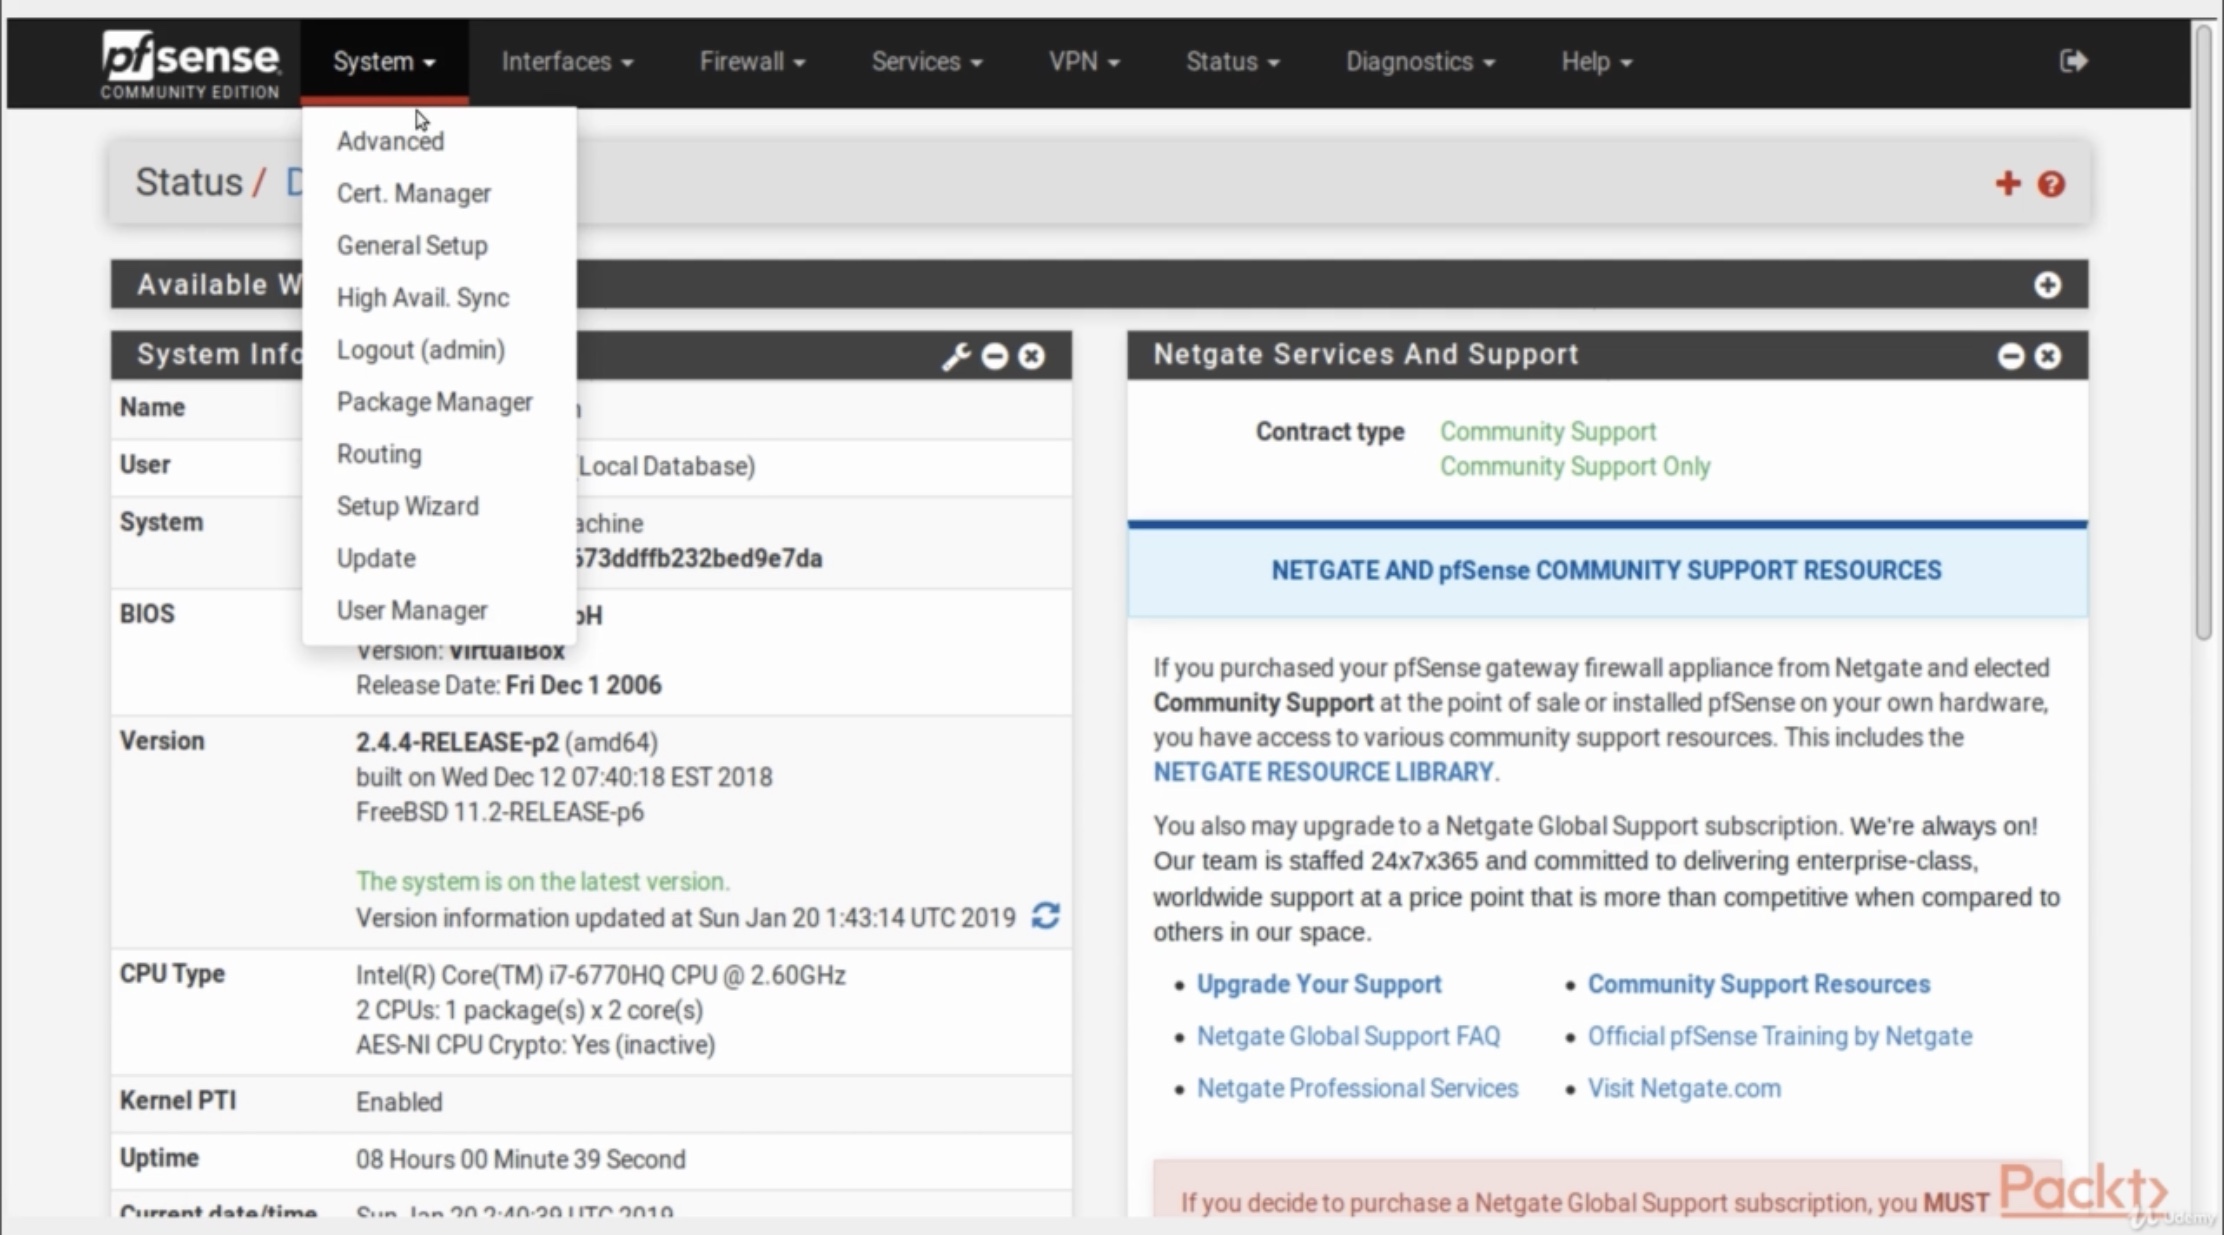 pfsense
COMMUNITY EDITION
System
Interfaces
Firewall
Services
VPN
Status
Diagnostics
Help
Advanced
Cert. Manager
General Setup
High Avail. Sync
Logout (admin)
Package Manager
Routing
Setup Wizard
Update
User Manager
Status /
Available W
System Info
Name
User
(Local Database)
System
achine
673ddffb232bed9e7da
BIOS
bH
Version: VirtualBox
Release Date: Fri Dec 1 2006
Version
2.4.4-RELEASE-p2 (amd64)
built on Wed Dec 12 07:40:18 EST 2018
FreeBSD 11.2-RELEASE-p6
The system is on the latest version.
Version information updated at Sun Jan 20 1:43:14 UTC 2019
CPU Type
Intel(R) Core(TM) i7-6770HQ CPU @ 2.60GHz
2 CPUs: 1 package(s) x 2 core(s)
AES-NI CPU Crypto: Yes (inactive)
Kernel PTI
Enabled
Uptime
08 Hours 00 Minute 39 Second
Current date/time
Sun Jan 20 2:40:39 UTC 2019
Netgate Services And Support
Contract type
Community Support
Community Support Only
NETGATE AND pfSense COMMUNITY SUPPORT RESOURCES
If you purchased your pfSense gateway firewall appliance from Netgate and elected
Community Support at the point of sale or installed pfSense on your own hardware,
you have access to various community support resources. This includes the
NETGATE RESOURCE LIBRARY.
You also may upgrade to a Netgate Global Support subscription. We're always on!
Our team is staffed 24x7x365 and committed to delivering enterprise-class,
worldwide support at a price point that is more than competitive when compared to
others in our space.
Upgrade Your Support
Community Support Resources
Netgate Global Support FAQ
Official pfSense Training by Netgate
Netgate Professional Services
Visit Netgate.com
If you decide to purchase a Netgate Global Support subscription, you MUST
Packt
Udemy